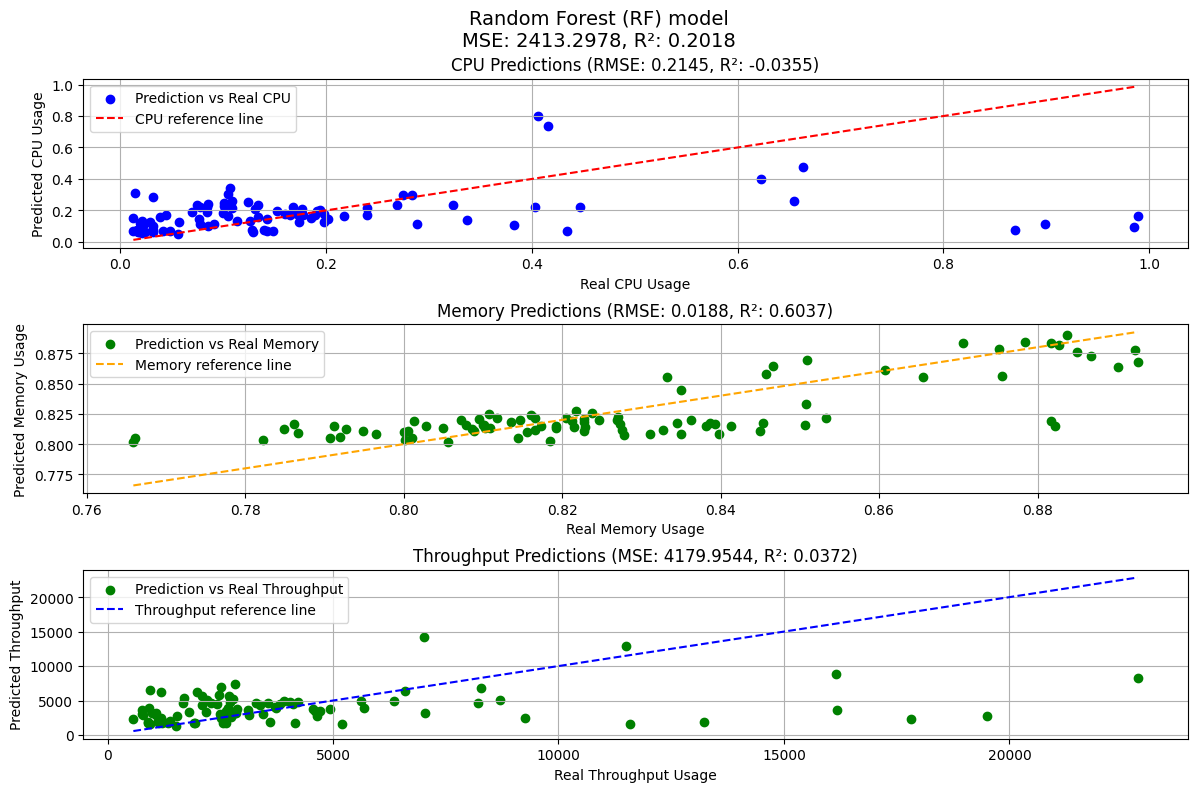 Random Forest (RF) model
MSE: 2413.2978, R²: 0.2018
CPU Predictions (RMSE: 0.2145, R²: -0.0355)
Predicted CPU Usage
1.0
0.8
0.6
0.4
0.2
0.0
Prediction vs Real CPU
CPU reference line
0.0 0.2 0.4 0.6 0.8 1.0
Real CPU Usage
Memory Predictions (RMSE: 0.0188, R²: 0.6037)
Predicted Memory Usage
0.875
0.850
0.825
0.800
0.775
Prediction vs Real Memory
Memory reference line
0.76 0.78 0.80 0.82 0.84 0.86 0.88
Real Memory Usage
Throughput Predictions (MSE: 4179.9544, R²: 0.0372)
Predicted Throughput
20000
15000
10000
5000
0
Prediction vs Real Throughput
Throughput reference line
0 5000 10000 15000 20000
Real Throughput Usage